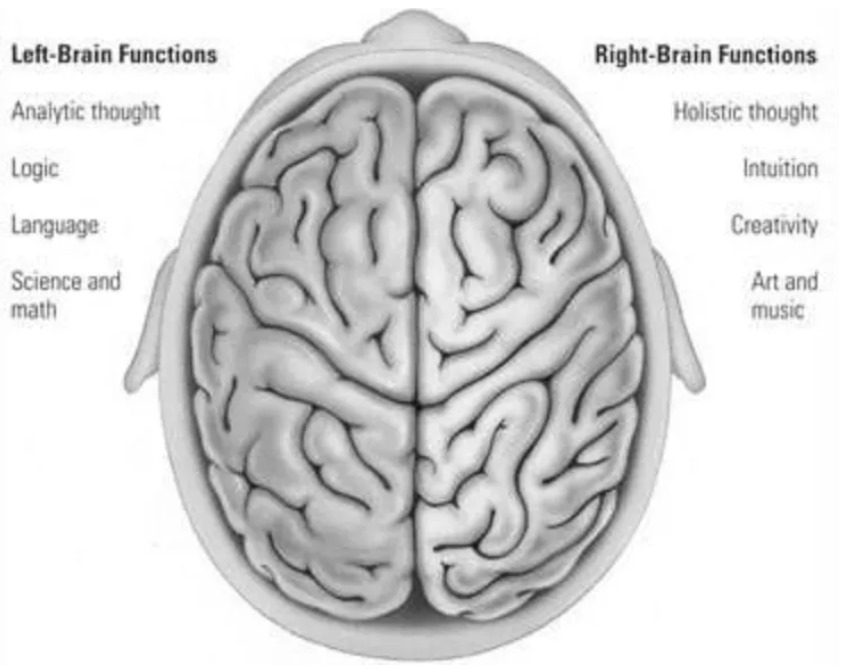 Left-Brain Functions
Analytic thought
Logic
Language
Science and
math
Right-Brain Functions
Holistic thought
Intuition
Creativity
Art and
music